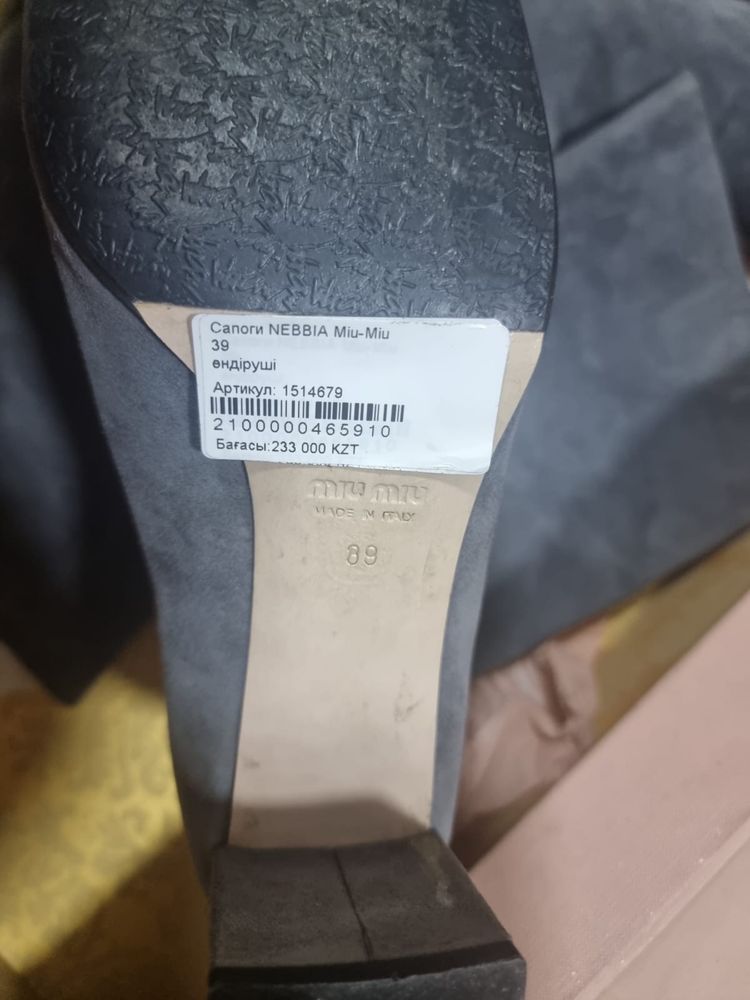 Сапоги NEBBIA Miu-Miu
39
өндіруші
Артикул: 1514679
2100000465910
Бағасы:233 000 KZT
miu miu
MADE IN ITALY
39